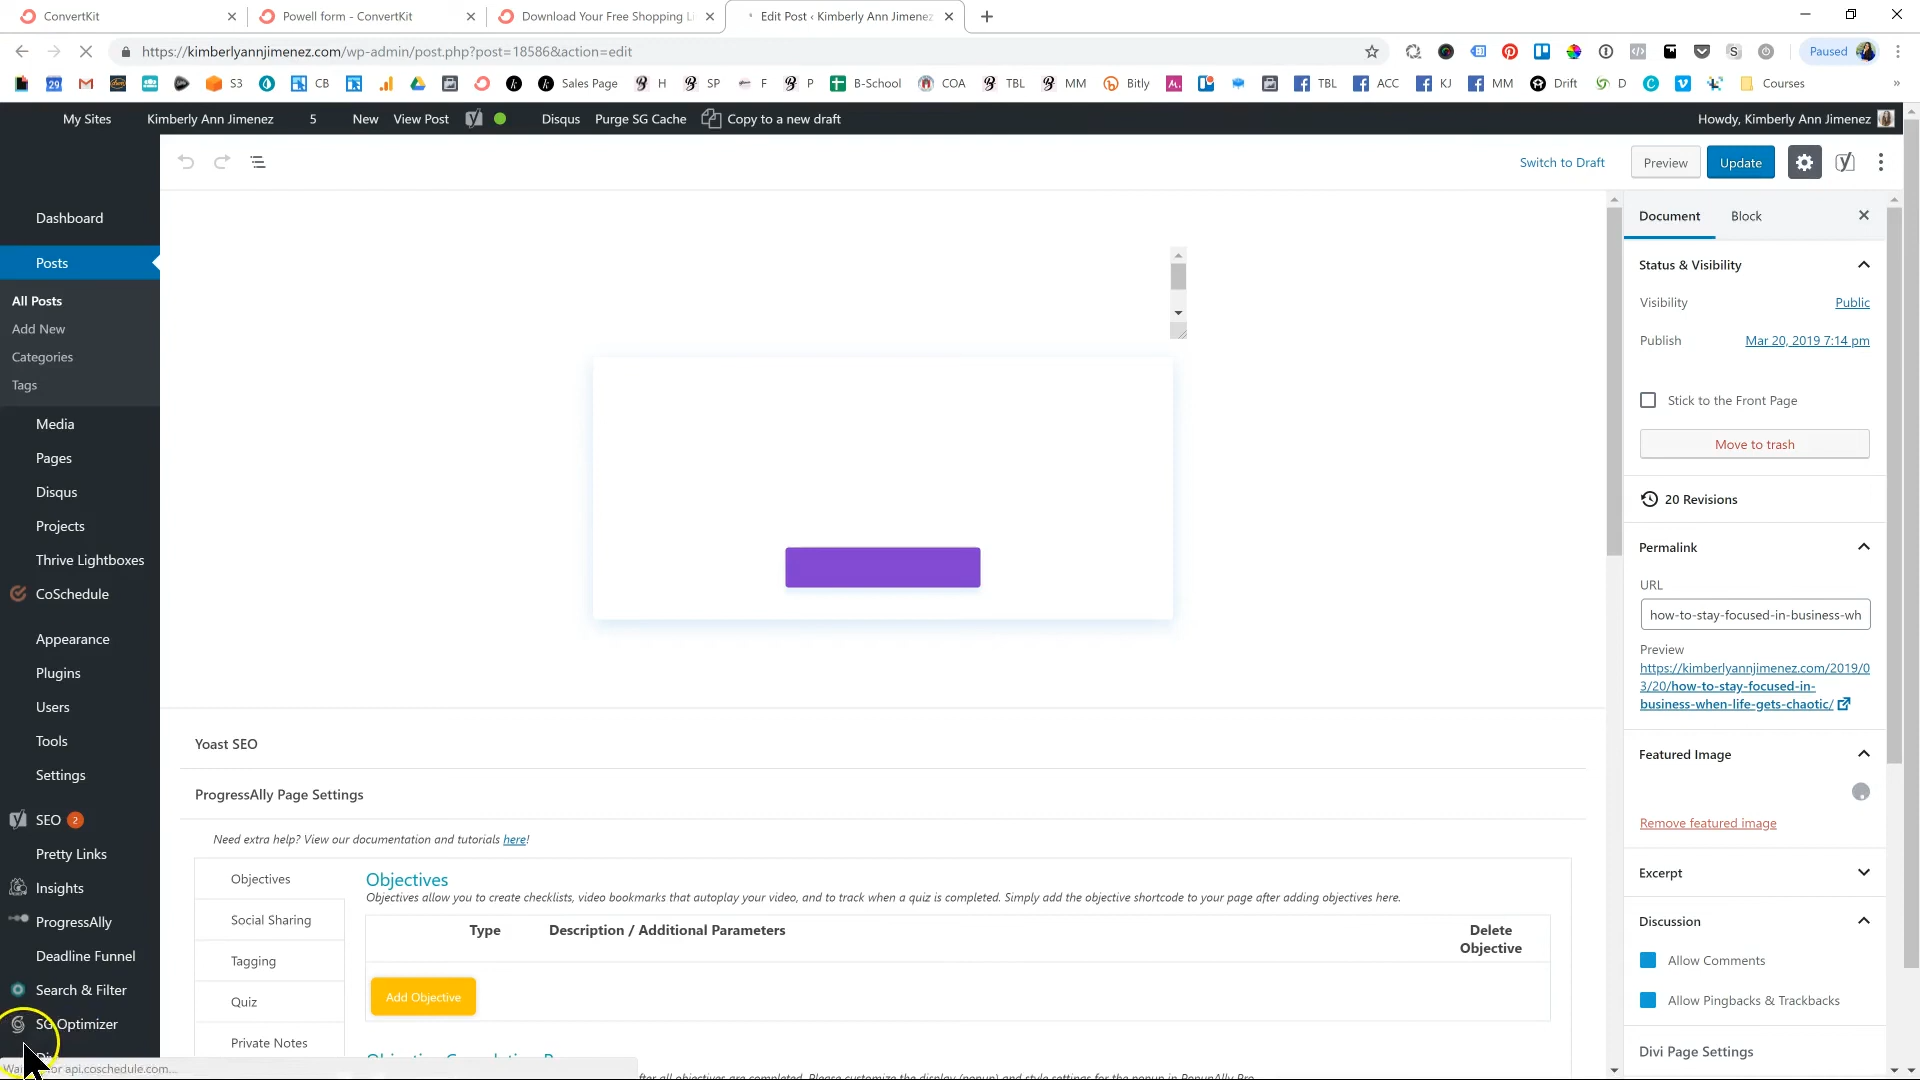 ConvertKit
Powell form - ConvertKit
Download Your Free Shopping Li
Edit Post ‹ Kimberly Ann Jimenez
https://kimberlyannjimenez.com/wp-admin/post.php?post=18586&action=edit
Paused
29 S3 CB Sales Page H SP F P B-School COA TBL MM Bitly TBL ACC KJ MM Drift D Courses »
My Sites Kimberly Ann Jimenez 5 New View Post Disqus Purge SG Cache Copy to a new draft
Howdy, Kimberly Ann Jimenez
Switch to Draft Preview Update
Dashboard
Posts
All Posts
Add New
Categories
Tags
Media
Pages
Disqus
Projects
Thrive Lightboxes
CoSchedule
Appearance
Plugins
Users
Tools
Settings
SEO 2
Pretty Links
Insights
ProgressAlly
Deadline Funnel
Search & Filter
SG Optimizer
for api.coschedule.com...
Yoast SEO
ProgressAlly Page Settings
Need extra help? View our documentation and tutorials here!
Objectives
Social Sharing
Tagging
Quiz
Private Notes
Objectives
Objectives allow you to create checklists, video bookmarks that autoplay your video, and to track when a quiz is completed. Simply add the objective shortcode to your page after adding objectives here.
Type Description / Additional Parameters Delete
Objective
Add Objective
Document Block
Status & Visibility
Visibility Public
Publish Mar 20, 2019 7:14 pm
Stick to the Front Page
Move to trash
20 Revisions
Permalink
URL
how-to-stay-focused-in-business-wh
Preview
https://kimberlyannjimenez.com/2019/0
3/20/how-to-stay-focused-in-
business-when-life-gets-chaotic/
Featured Image
Remove featured image
Excerpt
Discussion
Allow Comments
Allow Pingbacks & Trackbacks
Divi Page Settings